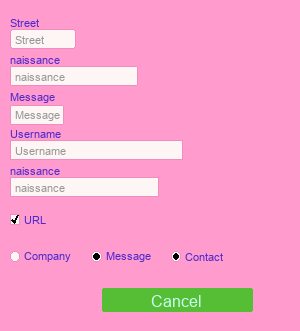 Street
Street
naissance
naissance
Message
Message
Username
Username
naissance
naissance
URL
Company Message Contact
Cancel